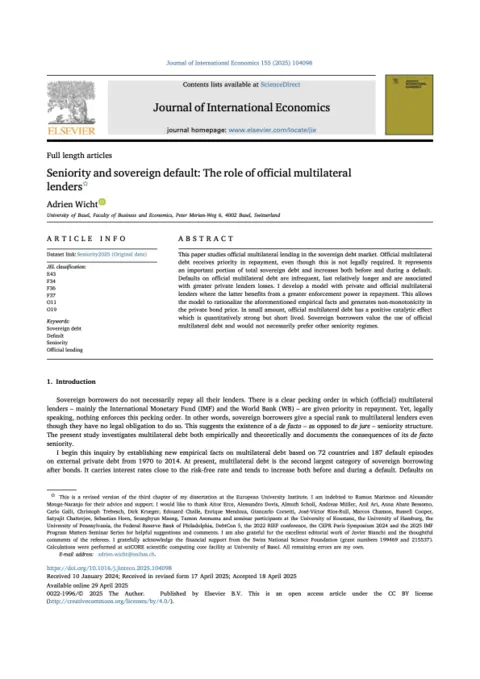 Journal of International Economics 155 (2025) 104098
Contents lists available at ScienceDirect
Journal of International Economics
journal homepage: www.elsevier.com/locate/jie
ELSEVIER
Full length articles
Seniority and sovereign default: The role of official multilateral
lenders☆
Adrien Wicht
University of Basel, Faculty of Business and Economics, Peter Merian-Weg 6, 4002 Basel, Switzerland
ARTICLE INFO
Dataset link: Seniority2025 (Original data)
JEL classification:
E43
F34
F36
F37
O11
O19
Keywords:
Sovereign debt
Default
Seniority
Official lending
ABSTRACT
This paper studies official multilateral lending in the sovereign debt market. Official multilateral
debt receives priority in repayment, even though this is not legally required. It represents
an important portion of total sovereign debt and increases both before and during a default.
Defaults on official multilateral debt are infrequent, last relatively longer and are associated
with greater private lenders losses. I develop a model with private and official multilateral
lenders where the latter benefits from a greater enforcement power in repayment. This allows
the model to rationalize the aforementioned empirical facts and generates non-monotonicity in
the private bond price. In small amount, official multilateral debt has a positive catalytic effect
which is quantitatively strong but short lived. Sovereign borrowers value the use of official
multilateral debt and would not necessarily prefer other seniority regimes.
1. Introduction
Sovereign borrowers do not necessarily repay all their lenders. There is a clear pecking order in which (official) multilateral
lenders – mainly the International Monetary Fund (IMF) and the World Bank (WB) – are given priority in repayment. Yet, legally
speaking, nothing enforces this pecking order. In other words, sovereign borrowers give a special rank to multilateral lenders even
though they have no legal obligation to do so. This suggests the existence of a de facto – as opposed to de jure – seniority structure.
The present study investigates multilateral debt both empirically and theoretically and documents the consequences of its de facto
seniority.
I begin this inquiry by establishing new empirical facts on multilateral debt based on 72 countries and 187 default episodes
on external private debt from 1970 to 2014. At present, multilateral debt is the second largest category of sovereign borrowing
after bonds. It carries interest rates close to the risk-free rate and tends to increase both before and during a default. Defaults on
☆ This is a revised version of the third chapter of my dissertation at the European University Institute. I am indebted to Ramon Marimon and Alexander
Monge-Naranjo for their advice and support. I would like to thank Aitor Erce, Alessandro Dovis, Almuth Scholl, Andreas Müller, Anil Ari, Anna Maete Bessoson,
Carlo Galli, Christoph Trebesch, Dirk Krueger, Edouard Challe, Enrique Mendoza, Giancarlo Corsetti, José-Víctor Ríos-Rull, Marcos Chamon, Russell Cooper,
Satyajit Chatterjee, Sebastian Horn, Seonghyun Maeng, Tamon Asonuma and seminar participants at the University of Konstanz, the University of Hamburg, the
University of Pennsylvania, the Federal Reserve Bank of Philadelphia, DebtCon 5, the 2022 RIEF conference, the CEPR Paris Symposium 2024 and the 2025 IMF
Program Matters Seminar Series for helpful suggestions and comments. I am also grateful for the excellent editorial work of Javier Bianchi and the thoughtful
comments of the referees. I gratefully acknowledge the financial support from the Swiss National Science Foundation (grant numbers 199469 and 215537).
Calculations were performed at sciCORE scientific computing core facility at University of Basel. All remaining errors are my own.
E-mail address: adrien.wicht@unibas.ch.
https://doi.org/10.1016/j.jinteco.2025.104098
Received 10 January 2024; Received in revised form 17 April 2025; Accepted 18 April 2025
Available online 29 April 2025
0022-1996/© 2025 The Author. Published by Elsevier B.V. This is an open access article under the CC BY license
(http://creativecommons.org/licenses/by/4.0/).